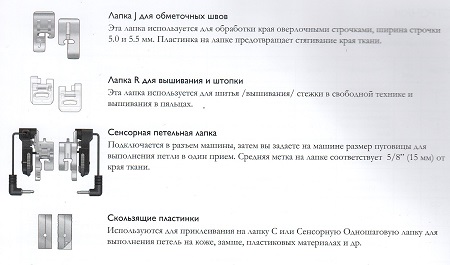 Лапка J для обметочных швов
Эта лапка используется для обработки края оверлочными строчками, ширина строчки
5.0 и 5.5 мм. Пластинка на лапке предотвращает стягивание края ткани.
Лапка R для вышивания и штопки
Эта лапка используется для шитья /вышивания/ стежки в свободной технике и
вышивания в пяльцах.
Сенсорная петельная лапка
Подключается в разъем машины, затем вы задаете на машине размер пуговицы для
выполнения петли в один прием. Средняя метка на лапке соответствует 5/8" (15 мм) от
края ткани.
Скользящие пластинки
Используются для приклеивания на лапку С или Сенсорную Одношаговую лапку для
выполнения петель на коже, замше, пластиковых материалах и др.